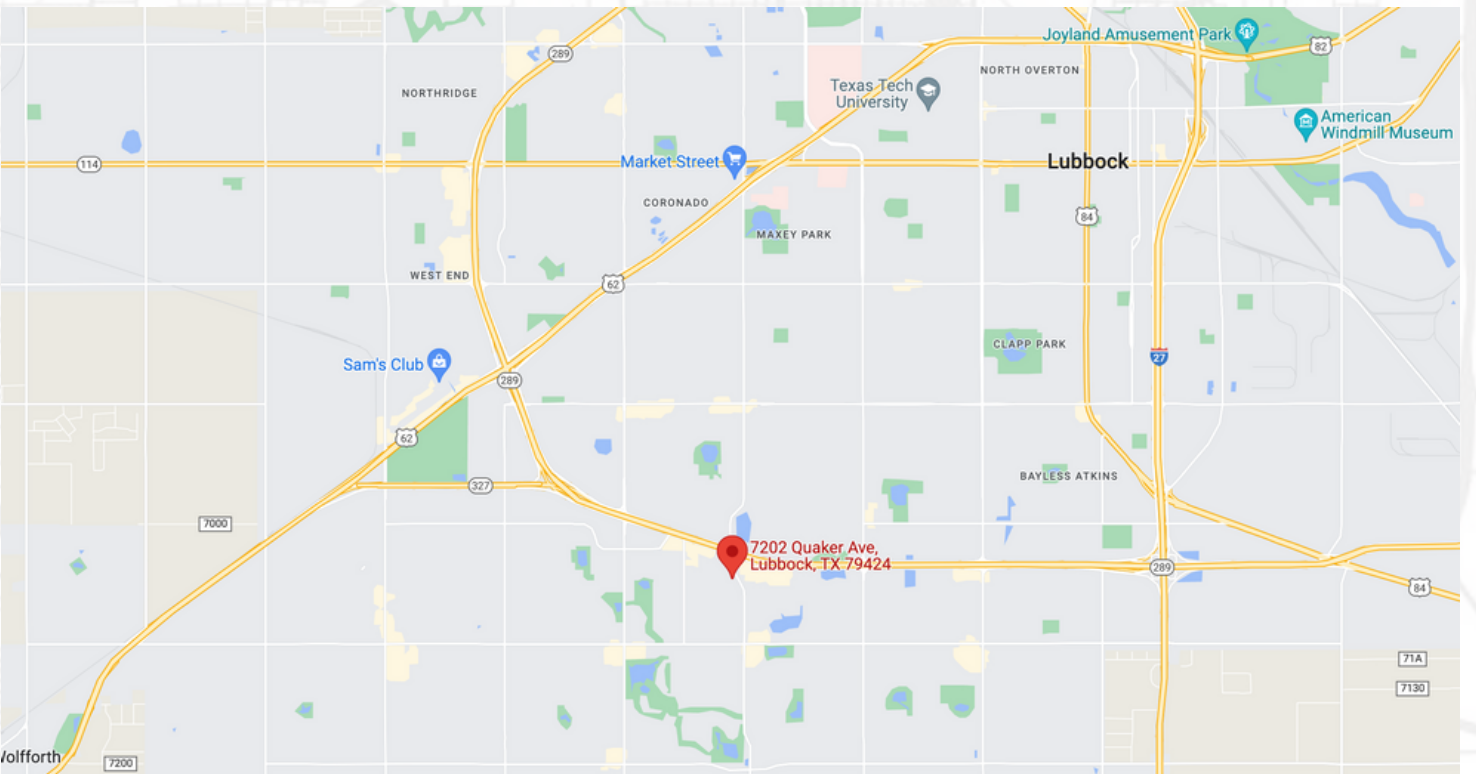 Joyland Amusement Park
82
289
NORTH OVERTON
NORTHRIDGE
Texas Tech
University
American
Windmill Museum
114
Market Street
Lubbock
CORONADO
84
MAXEY PARK
WEST END
62
CLAPP PARK
27
Sam's Club
289
62
BAYLESS ATKINS
327
7000
7202 Quaker Ave,
Lubbock, TX 79424
289
84
71A
7130
Wolfforth
7200